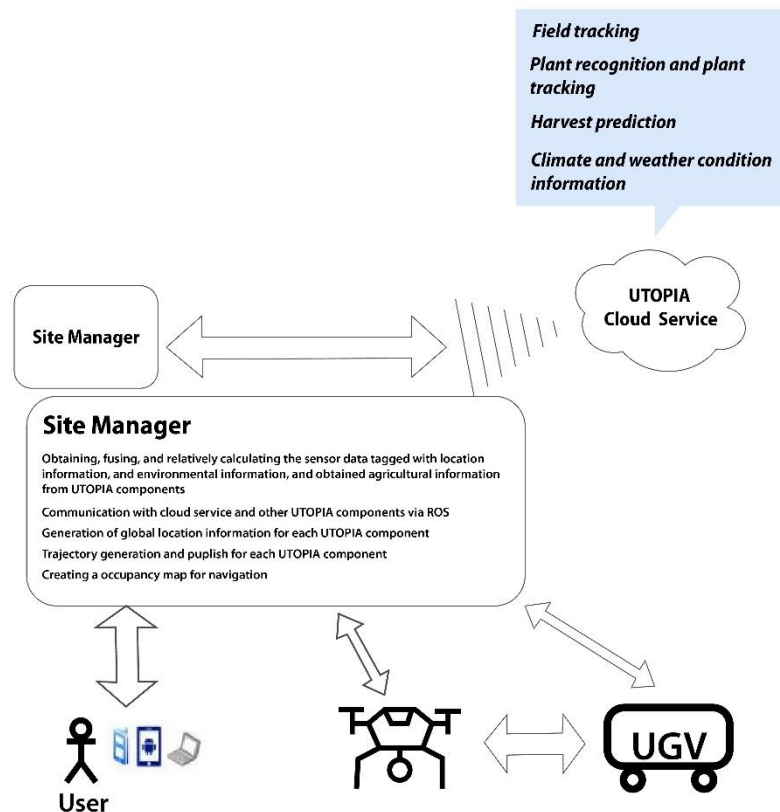 Field tracking
Plant recognition and plant
tracking
Harvest prediction
Climate and weather condition
information
UTOPIA
Cloud Service
Site Manager
Site Manager
Obtaining, fusing, and relatively calculating the sensor data tagged with location
information, and environmental information, and obtained agricultural information
from UTOPIA components
Communication with cloud service and other UTOPIA components via ROS
Generation of global location information for each UTOPIA component
Trajectory generation and puplish for each UTOPIA component
Creating a occupancy map for navigation
UGV
User